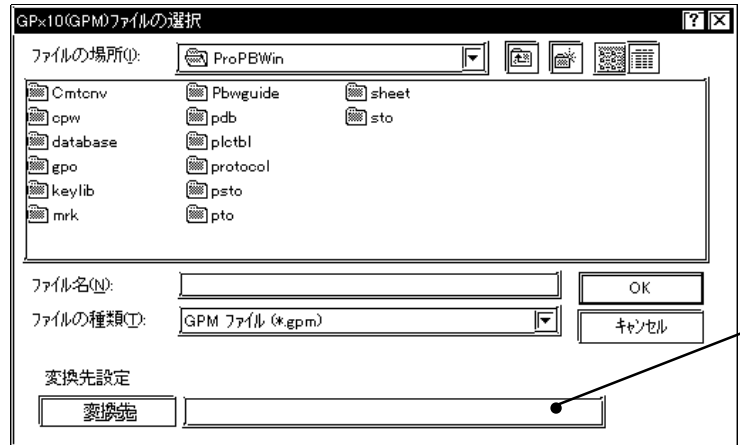 GPx10(GPM)ファイルの選択
ファイルの場所(I):
ProPBWin
Cmtcnv Pbwguide sheet
cpw pdb sto
database plctbl
gpo protocol
keylib psto
mrk pto
ファイル名(N):
OK
ファイルの種類(T):
GPM ファイル (*.gpm)
キャンセル
変換先設定
変換先